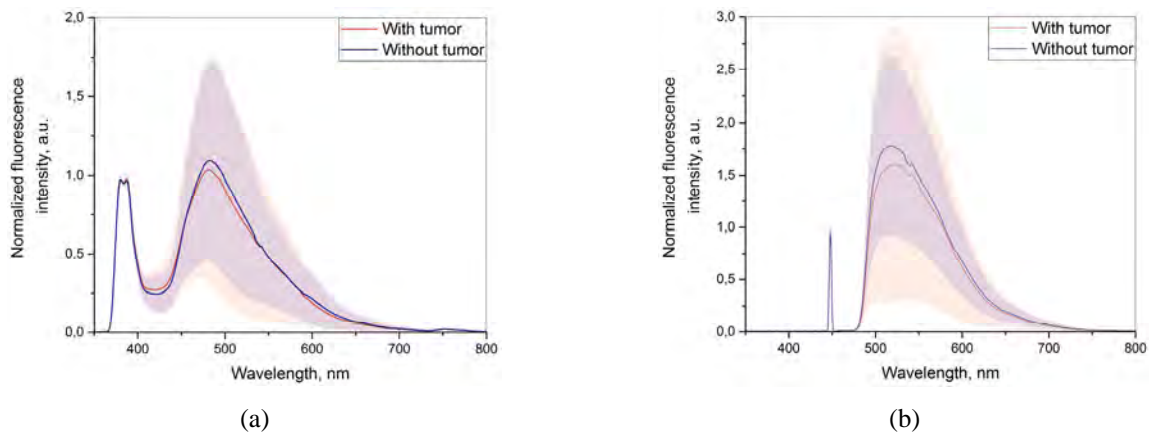 With tumor
Without tumor
2,0
1,5
1,0
0,5
0,0
Normalized fluorescence
intensity, a.u.
400
500
600
700
800
Wavelength, nm
(a)
With tumor
Without tumor
3,0
2,5
2,0
1,5
1,0
0,5
0,0
Normalized fluorescence
intensity, a.u.
400
500
600
700
800
Wavelength, nm
(b)